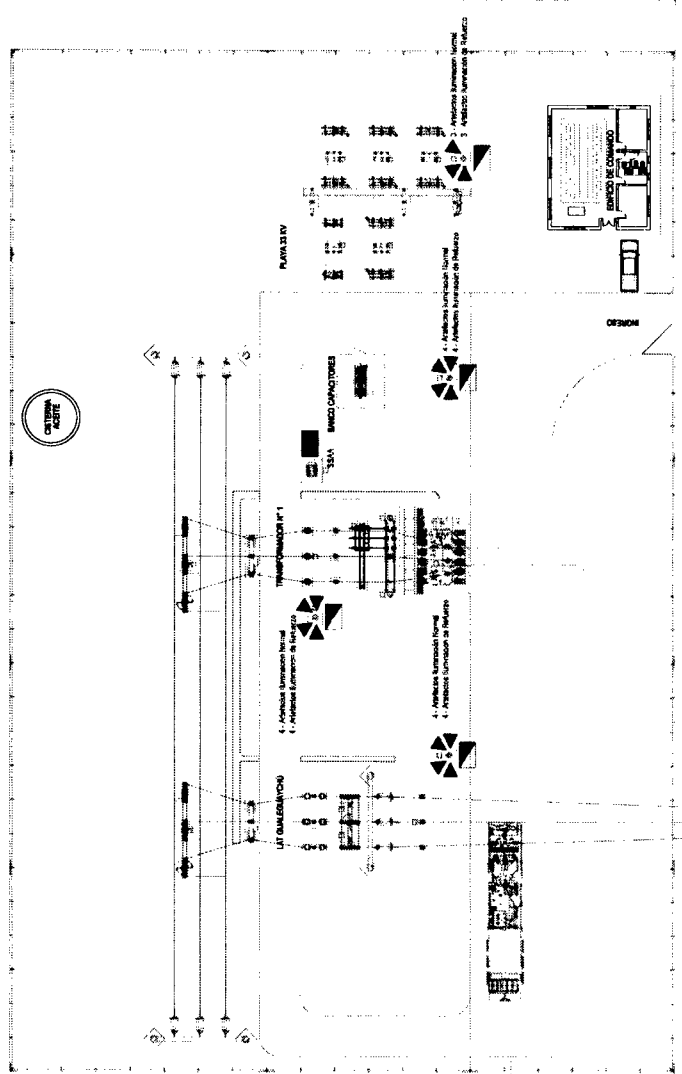 3 - Artefactos Iluminación Normal
3 - Artefactos Iluminación de Refuerzo
EDIFICIO DE COMANDO
PLAYA 33 KV
INGRESO
4 - Artefactos Iluminación Normal
4 - Artefactos Iluminación de Refuerzo
CISTERNA
ACEITE
BANCO CAPACITORES
SSAA
TRANSFORMADOR N° 1
4 - Artefactos Iluminación Normal
4 - Artefactos Iluminación de Refuerzo
4 - Artefactos Iluminación Normal
4 - Artefactos Iluminación de Refuerzo
LAT GUALEGUAYCHÚ